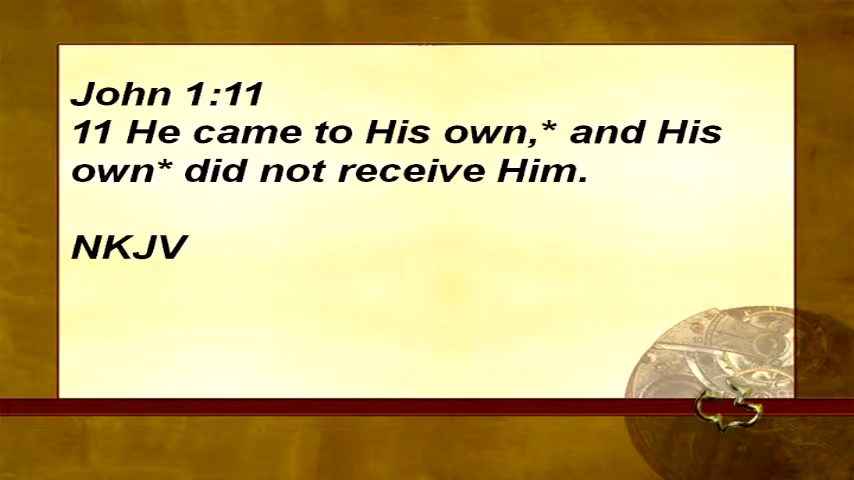 John 1:11
11 He came to His own,* and His
own* did not receive Him.
NKJV